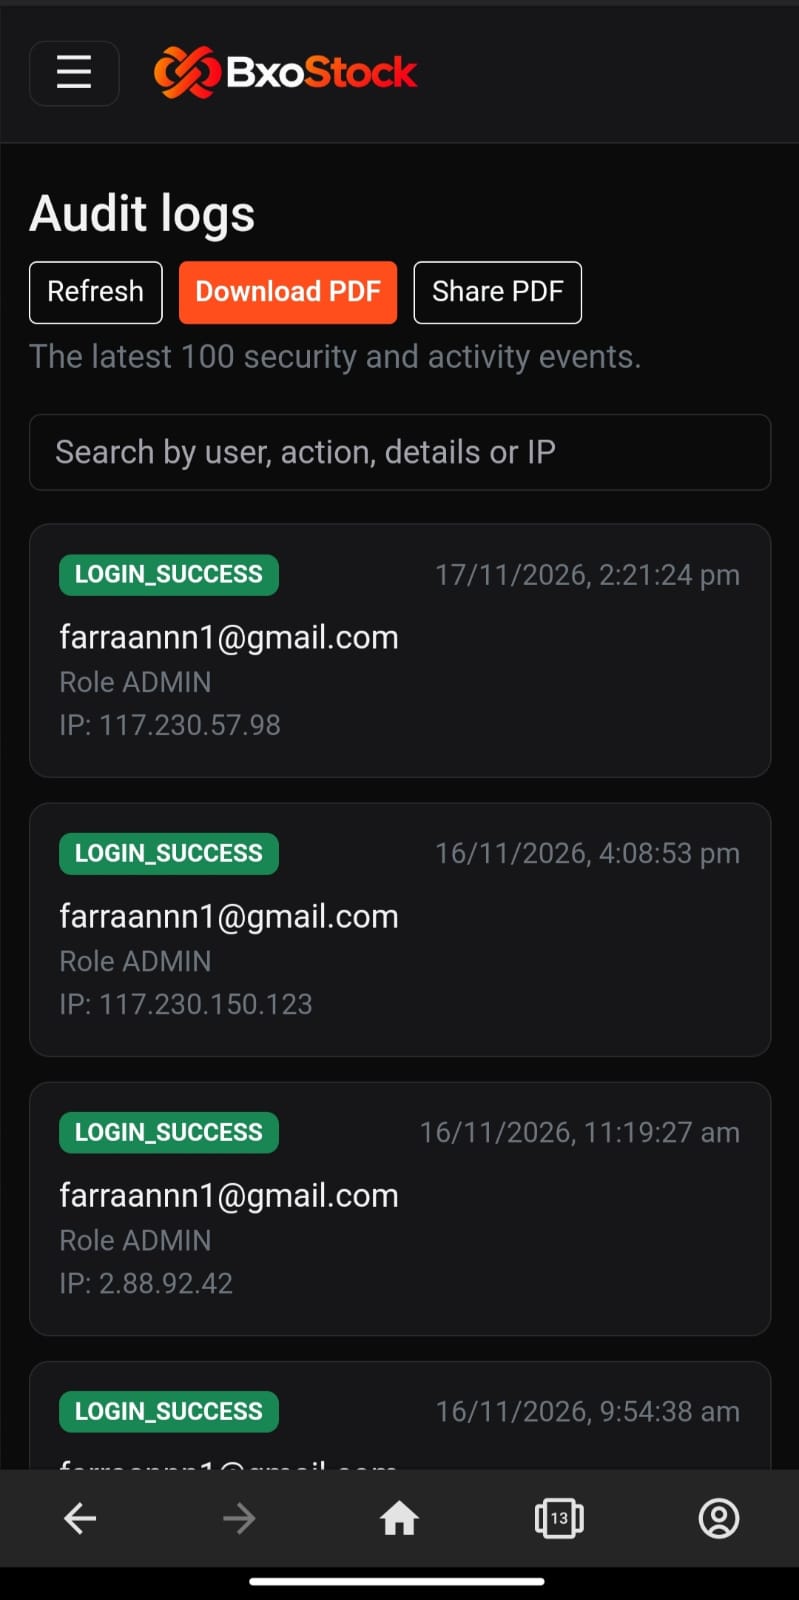 BxoStock
Audit logs
Refresh
Download PDF
Share PDF
The latest 100 security and activity events.
Search by user, action, details or IP
LOGIN_SUCCESS
17/11/2026, 2:21:24 pm
farraannn1@gmail.com
Role ADMIN
IP: 117.230.57.98
LOGIN_SUCCESS
16/11/2026, 4:08:53 pm
farraannn1@gmail.com
Role ADMIN
IP: 117.230.150.123
LOGIN_SUCCESS
16/11/2026, 11:19:27 am
farraannn1@gmail.com
Role ADMIN
IP: 2.88.92.42
LOGIN_SUCCESS
16/11/2026, 9:54:38 am
13